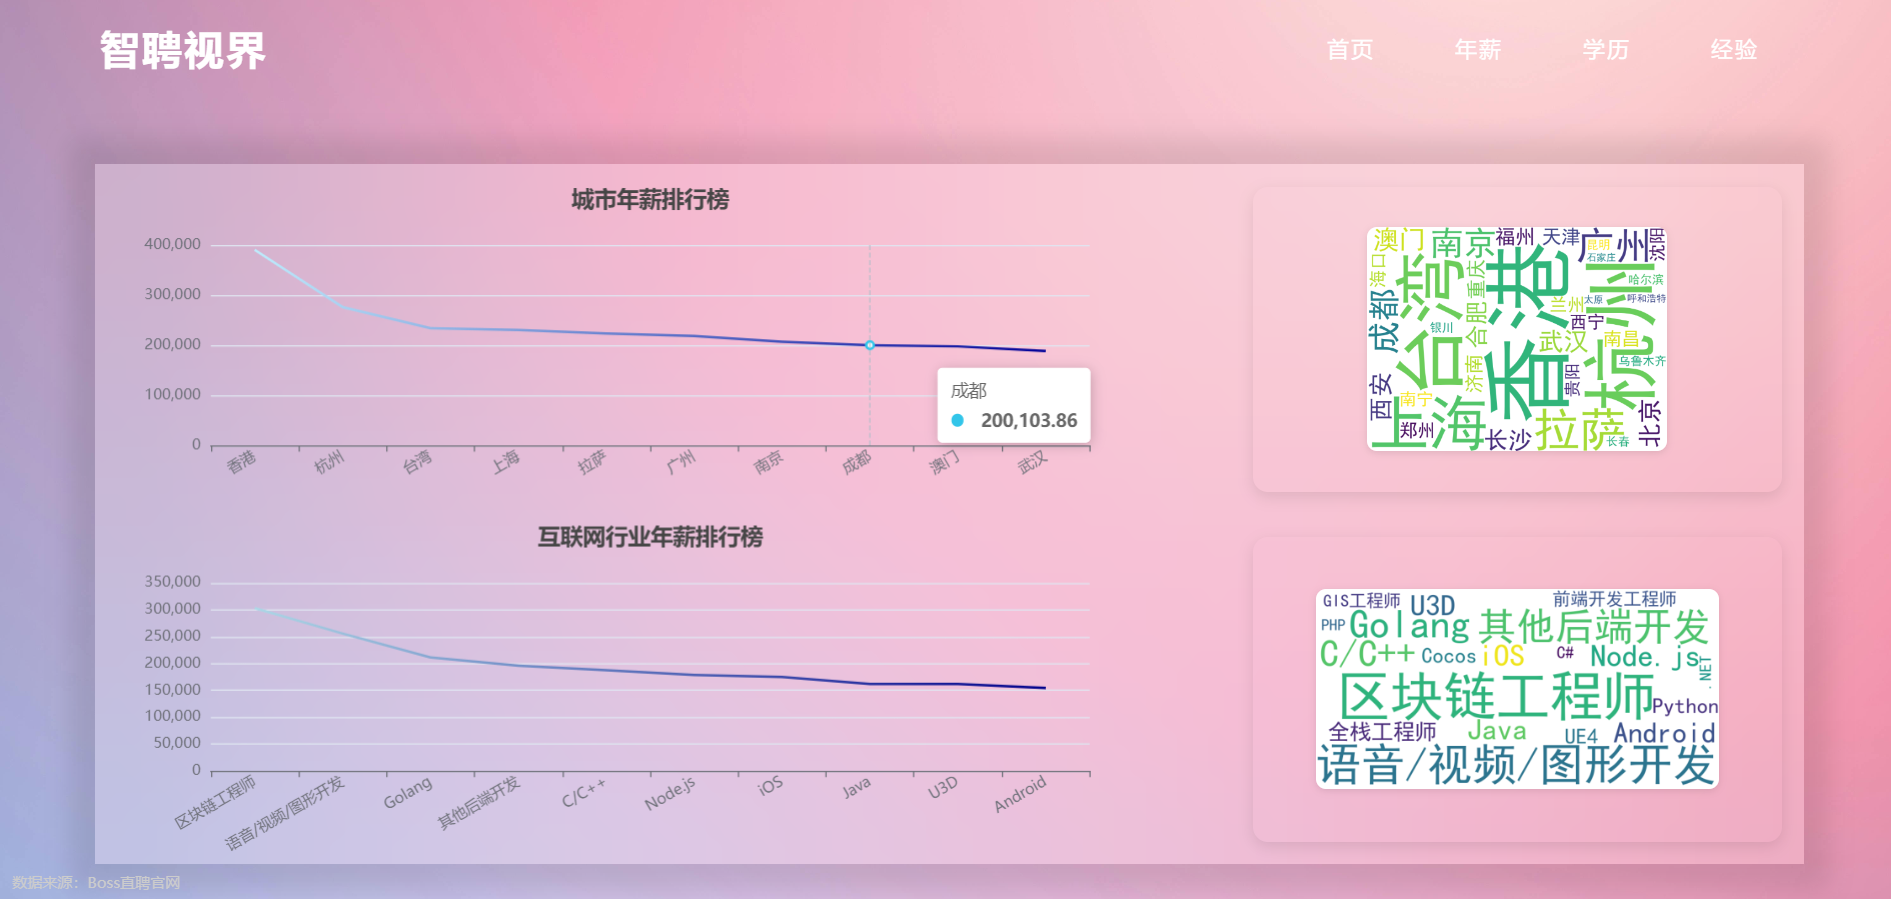 智聘视界
首页 年薪 学历 经验
城市年薪排行榜
400,000
300,000
200,000
100,000
0
香港 杭州 台湾 上海 拉萨 广州 南京 成都 澳门 武汉
成都
200,103.86
互联网行业年薪排行榜
350,000
300,000
250,000
200,000
150,000
100,000
50,000
0
区块链工程师 语音/视频/图形开发 Golang 其他后端开发 C/C++ Node.js iOS Java U3D Android
澳门 南京 福州 天津 广州 沈阳
昆明
石家庄
海口 台湾 重庆 香港 杭州 哈尔滨
成都 兰州 太原 呼和浩特
银川 合肥 西宁
武汉 南昌
济南 贵阳 乌鲁木齐
西安 南宁
上海 郑州 长沙 拉萨 长春 北京
GIS工程师 U3D 前端开发工程师
PHP Golang 其他后端开发
C/C++ Cocos iOS C# Node.js .NET
区块链工程师 Python
全栈工程师 Java UE4 Android
语音/视频/图形开发
数据来源：Boss直聘官网